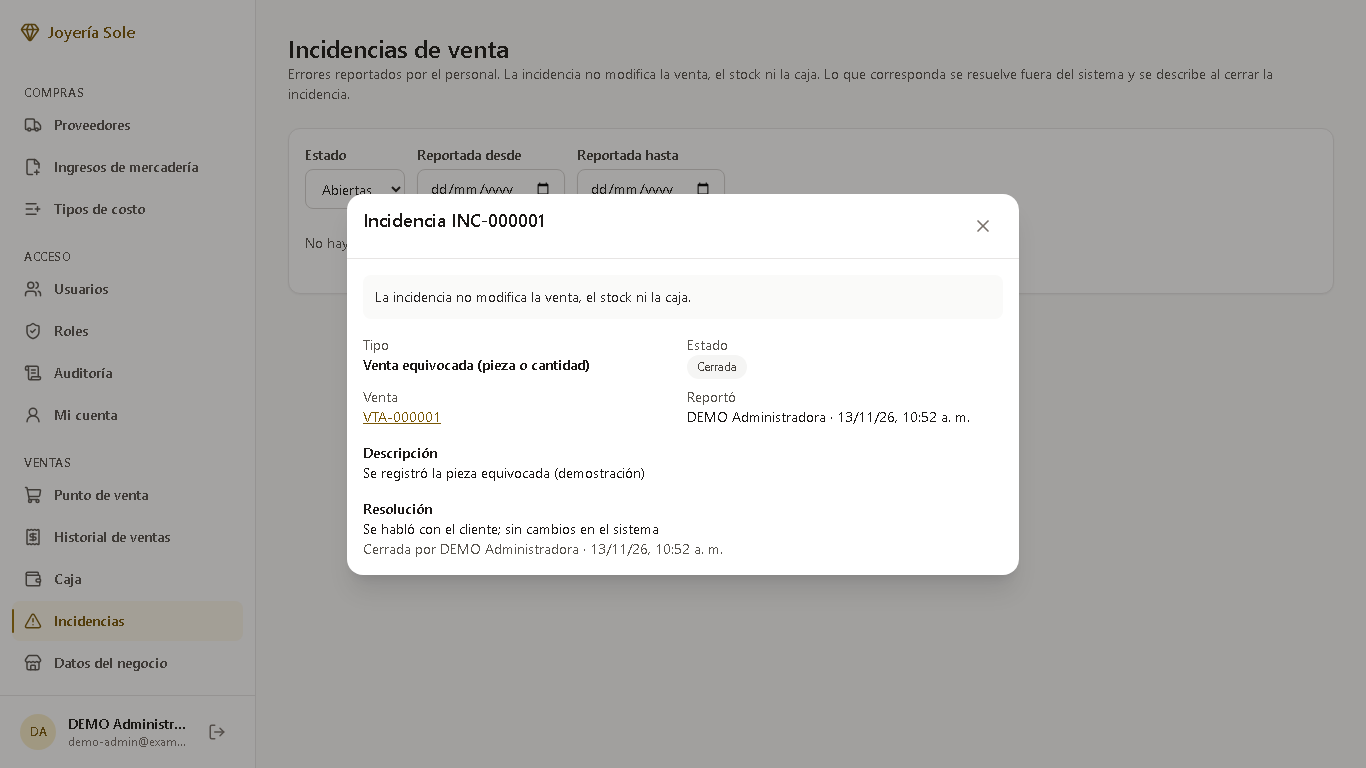 Joyería Sole
COMPRAS
Proveedores
Ingresos de mercadería
Tipos de costo
ACCESO
Usuarios
Roles
Auditoría
Mi cuenta
VENTAS
Punto de venta
Historial de ventas
Caja
Incidencias
Datos del negocio
DA
DEMO Administr...
demo-admin@exam...
Incidencias de venta
Errores reportados por el personal. La incidencia no modifica la venta, el stock ni la caja. Lo que corresponda se resuelve fuera del sistema y se describe al cerrar la
incidencia.
Estado Reportada desde Reportada hasta
Abiertas dd/mm/yyyy dd/mm/yyyy
No hay
Incidencia INC-000001
La incidencia no modifica la venta, el stock ni la caja.
Tipo Estado
Venta equivocada (pieza o cantidad) Cerrada
Venta Reportó
VTA-000001 DEMO Administradora · 13/11/26, 10:52 a. m.
Descripción
Se registró la pieza equivocada (demostración)
Resolución
Se habló con el cliente; sin cambios en el sistema
Cerrada por DEMO Administradora · 13/11/26, 10:52 a. m.